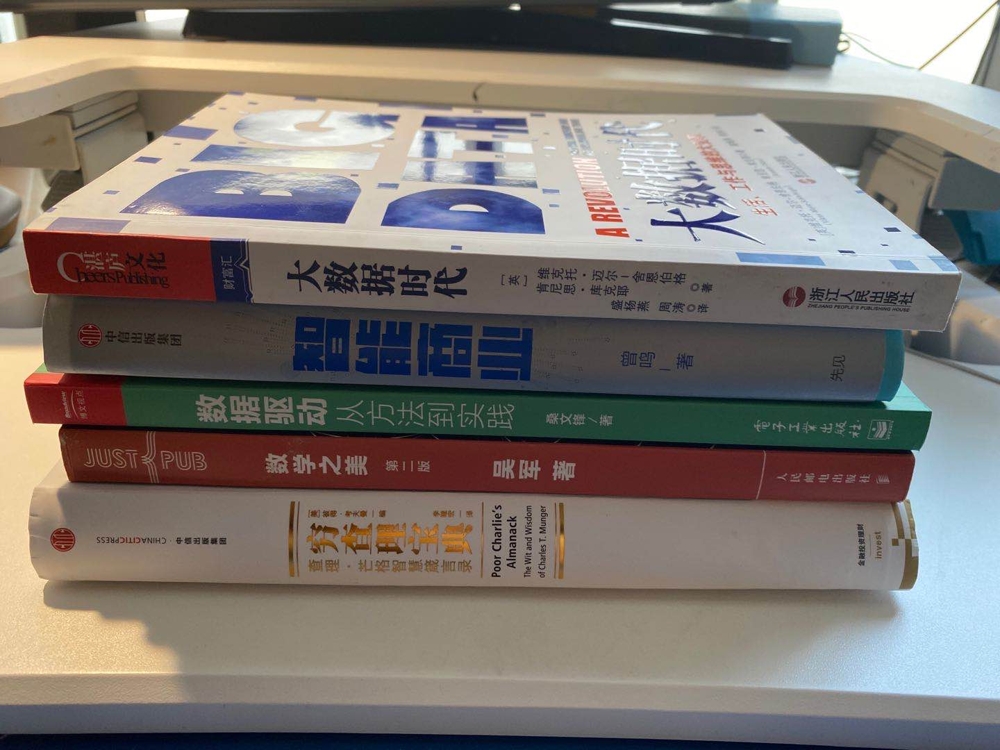 BIG
DATA
A REVOLUTION
大数据时代
生活、工作与思维的大变革
湛庐文化
Cheers Publishing
财富汇
大数据时代
[英] 维克托·迈尔-舍恩伯格
肯尼思·库克耶 ◎著
盛杨燕 周涛 ◎译
浙江人民出版社
ZHEJIANG PEOPLE'S PUBLISHING HOUSE
中信出版集团
智能商业
曾鸣 | 著
先见
Broadview
博文视点
数据驱动 从方法到实践
桑文锋/著
電子工業出版社
JUST PUB
数学之美 第二版
吴军 著
人民邮电出版社
CHINACITICPRESS·中信出版集团
[美]彼得·考夫曼|编
李继宏|译
穷查理宝典
查理·芒格智慧箴言录
Poor Charlie's
Almanack
The Wit and Wisdom
of Charles T. Munger
金融投资理财
invest